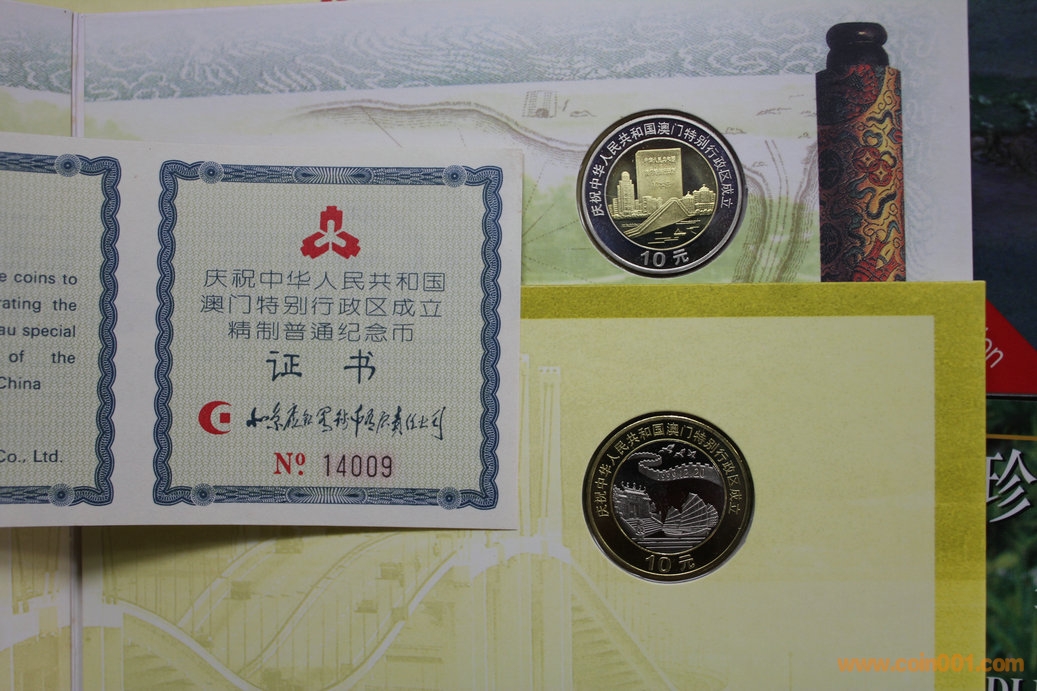 e coins to
rating the
au special
of the
China
Co., Ltd.
庆祝中华人民共和国
澳门特别行政区成立
精制普通纪念币
证书
Nº 14009
庆祝中华人民共和国澳门特别行政区成立
10元
庆祝中华人民共和国澳门特别行政区成立
1999.12.20
10元
ion
珍
www.coin001.com